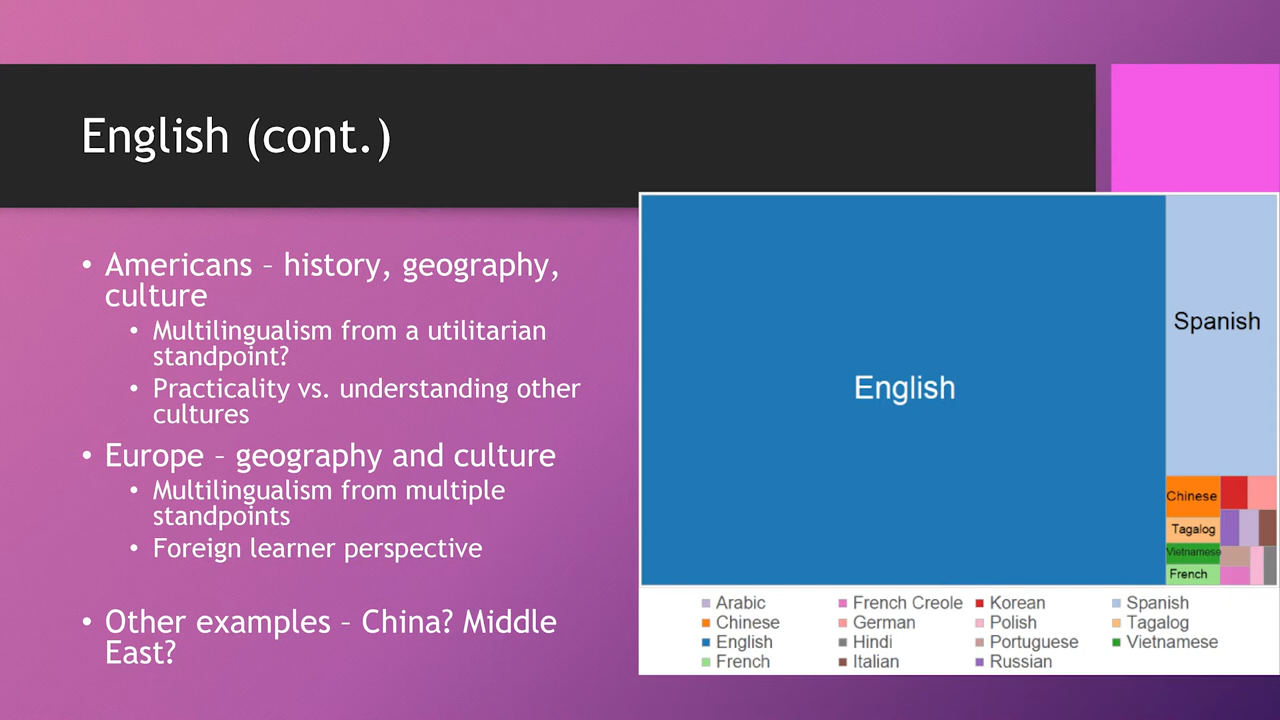 English (cont.)
• Americans – history, geography,
culture
• Multilingualism from a utilitarian
standpoint?
• Practicality vs. understanding other
cultures
• Europe – geography and culture
• Multilingualism from multiple
standpoints
• Foreign learner perspective
• Other examples – China? Middle
East?
English
Spanish
Chinese
Tagalog
Vietnamese
French
Arabic
Chinese
English
French
French Creole
German
Hindi
Italian
Korean
Polish
Portuguese
Russian
Spanish
Tagalog
Vietnamese